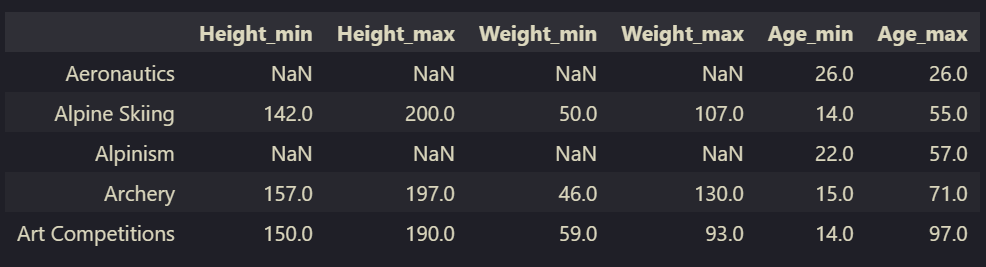 Height_min Height_max Weight_min Weight_max Age_min Age_max
Aeronautics NaN NaN NaN NaN 26.0 26.0
Alpine Skiing 142.0 200.0 50.0 107.0 14.0 55.0
Alpinism NaN NaN NaN NaN 22.0 57.0
Archery 157.0 197.0 46.0 130.0 15.0 71.0
Art Competitions 150.0 190.0 59.0 93.0 14.0 97.0